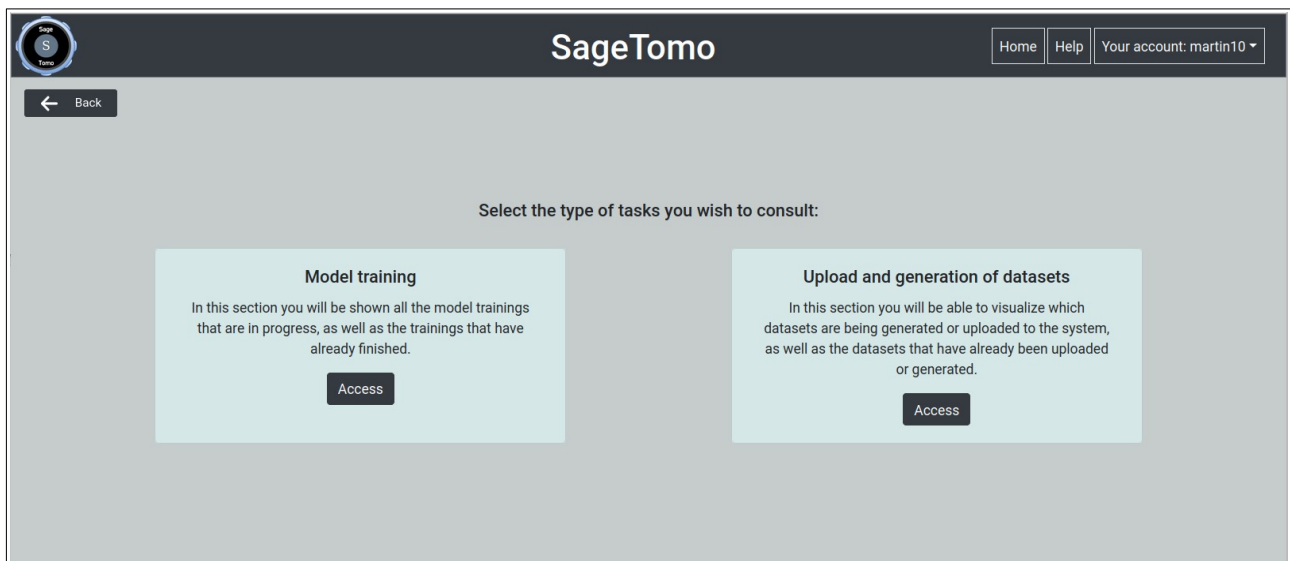 Sage
S
Tomo
SageTomo
Home
Help
Your account: martin10
Back
Select the type of tasks you wish to consult:
Model training
In this section you will be shown all the model trainings
that are in progress, as well as the trainings that have
already finished.
Access
Upload and generation of datasets
In this section you will be able to visualize which
datasets are being generated or uploaded to the system,
as well as the datasets that have already been uploaded
or generated.
Access